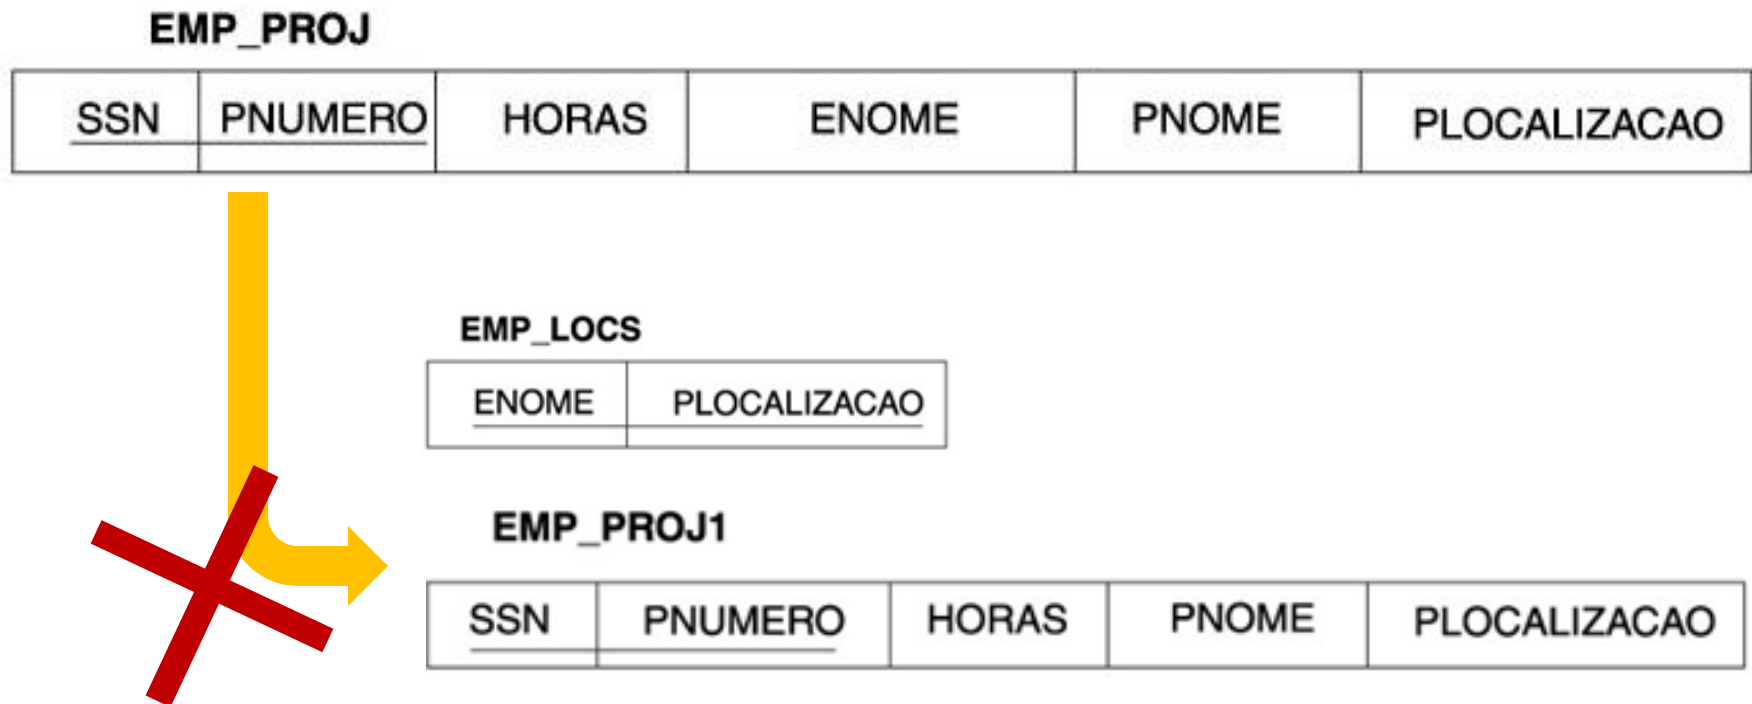 EMP_PROJ
SSN PNUMERO HORAS ENOME PNOME PLOCALIZACAO
EMP_LOCS
ENOME PLOCALIZACAO
EMP_PROJ1
SSN PNUMERO HORAS PNOME PLOCALIZACAO